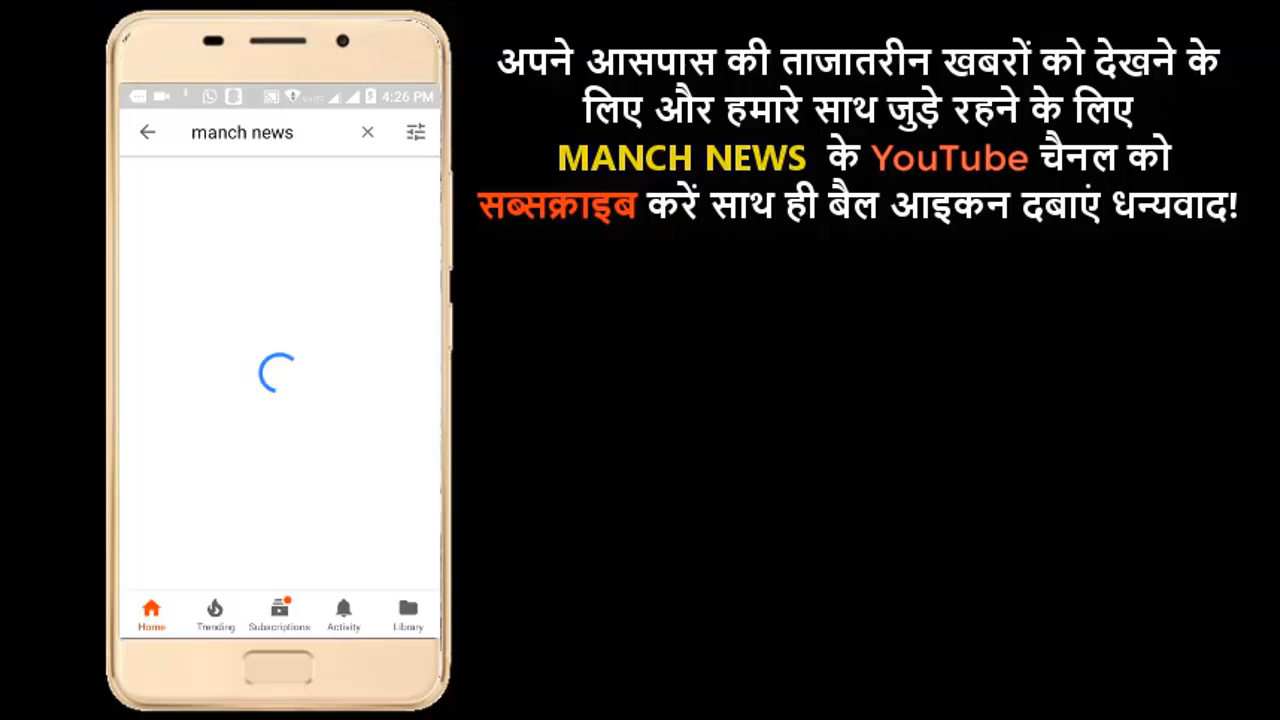 अपने आसपास की ताजातरीन खबरों को देखने के
लिए और हमारे साथ जुड़े रहने के लिए
MANCH NEWS के YouTube चैनल को
सब्सक्राइब करें साथ ही बैल आइकन दबाएं धन्यवाद!
4:26 PM
manch news
Home Trending Subscriptions Activity Library